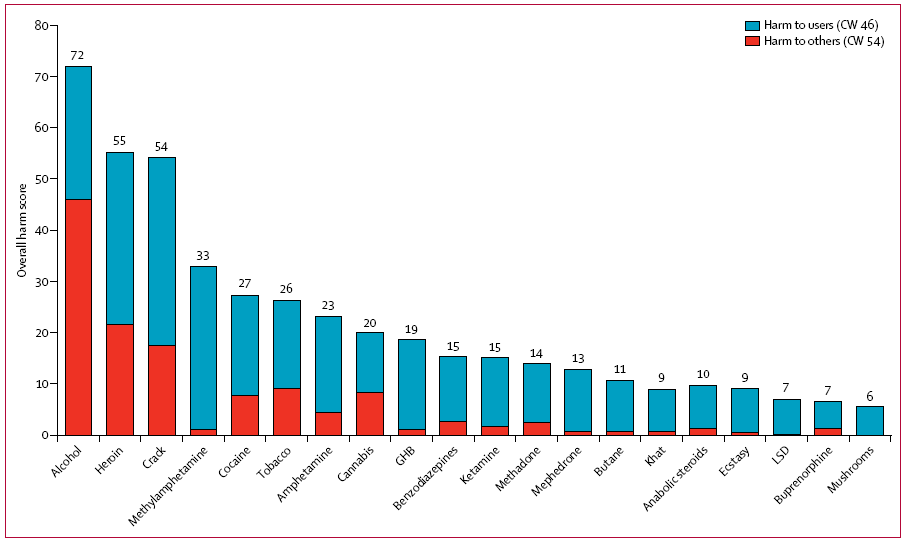 Harm to users (CW 46)
Harm to others (CW 54)
Overall harm score
80
70
60
50
40
30
20
10
0
72
55
54
33
27
26
23
20
19
15
15
14
13
11
9
10
9
7
7
6
Alcohol
Heroin
Crack
Methylamphetamine
Cocaine
Tobacco
Amphetamine
Cannabis
GHB
Benzodiazepines
Ketamine
Methadone
Mephedrone
Butane
Khat
Anabolic steroids
Ecstasy
LSD
Buprenorphine
Mushrooms